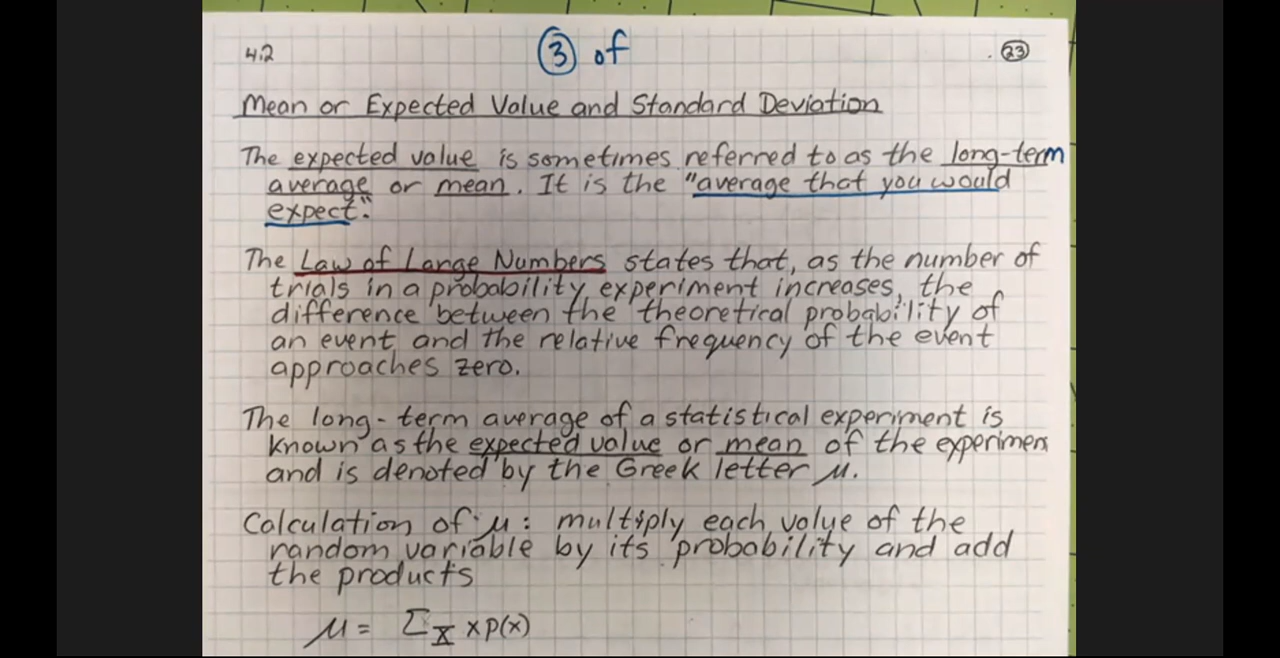 4.2 ③ of 23
Mean or Expected Value and Standard Deviation
The expected value is sometimes referred to as the long-term
average or mean. It is the "average that you would
expect".
The Law of Large Numbers states that, as the number of
trials in a probability experiment increases, the
difference between the theoretical probability of
an event and the relative frequency of the event
approaches zero.
The long-term average of a statistical experiment is
known as the expected value or mean of the experimen
and is denoted by the Greek letter μ.
Calculation of μ: multiply each value of the
random variable by its probability and add
the products
μ = Σx x p(x)